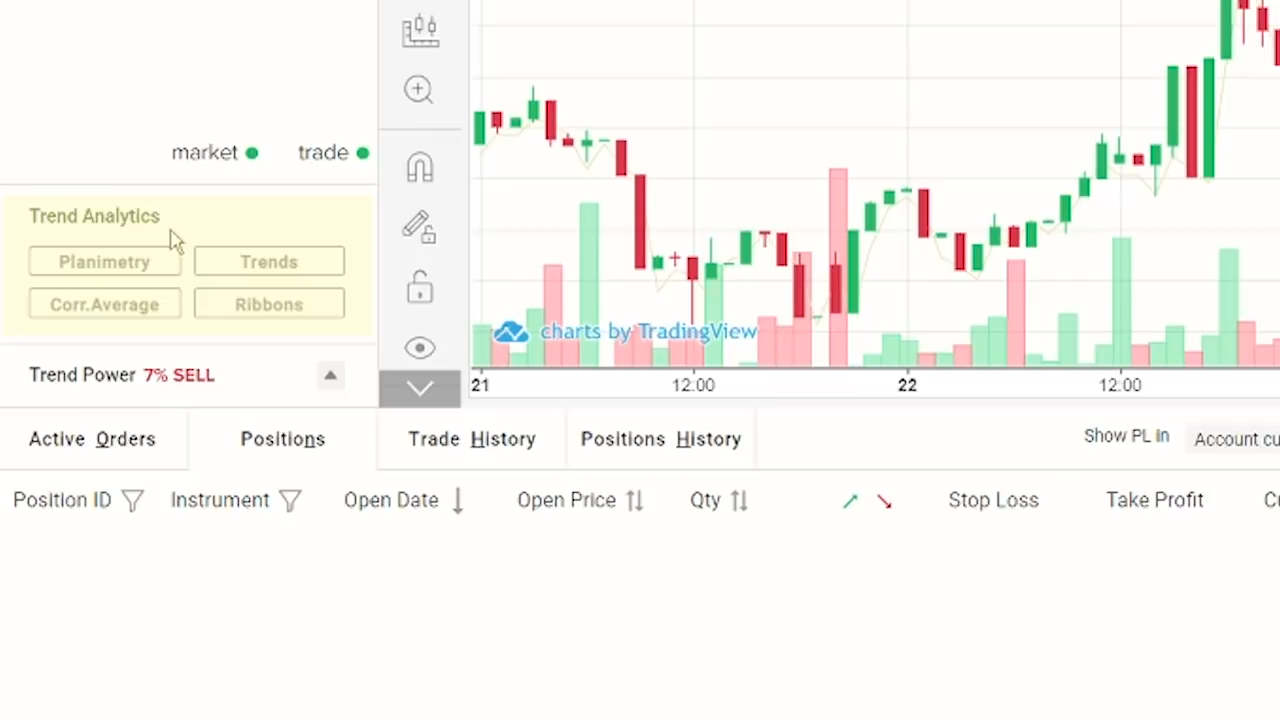 market trade
Trend Analytics
Planimetry Trends
Corr.Average Ribbons
charts by TradingView
Trend Power 7% SELL
21 12:00 22 12:00
Active Orders Positions Trade History Positions History
Show PL in Account cu
Position ID Instrument Open Date Open Price Qty Stop Loss Take Profit Cu